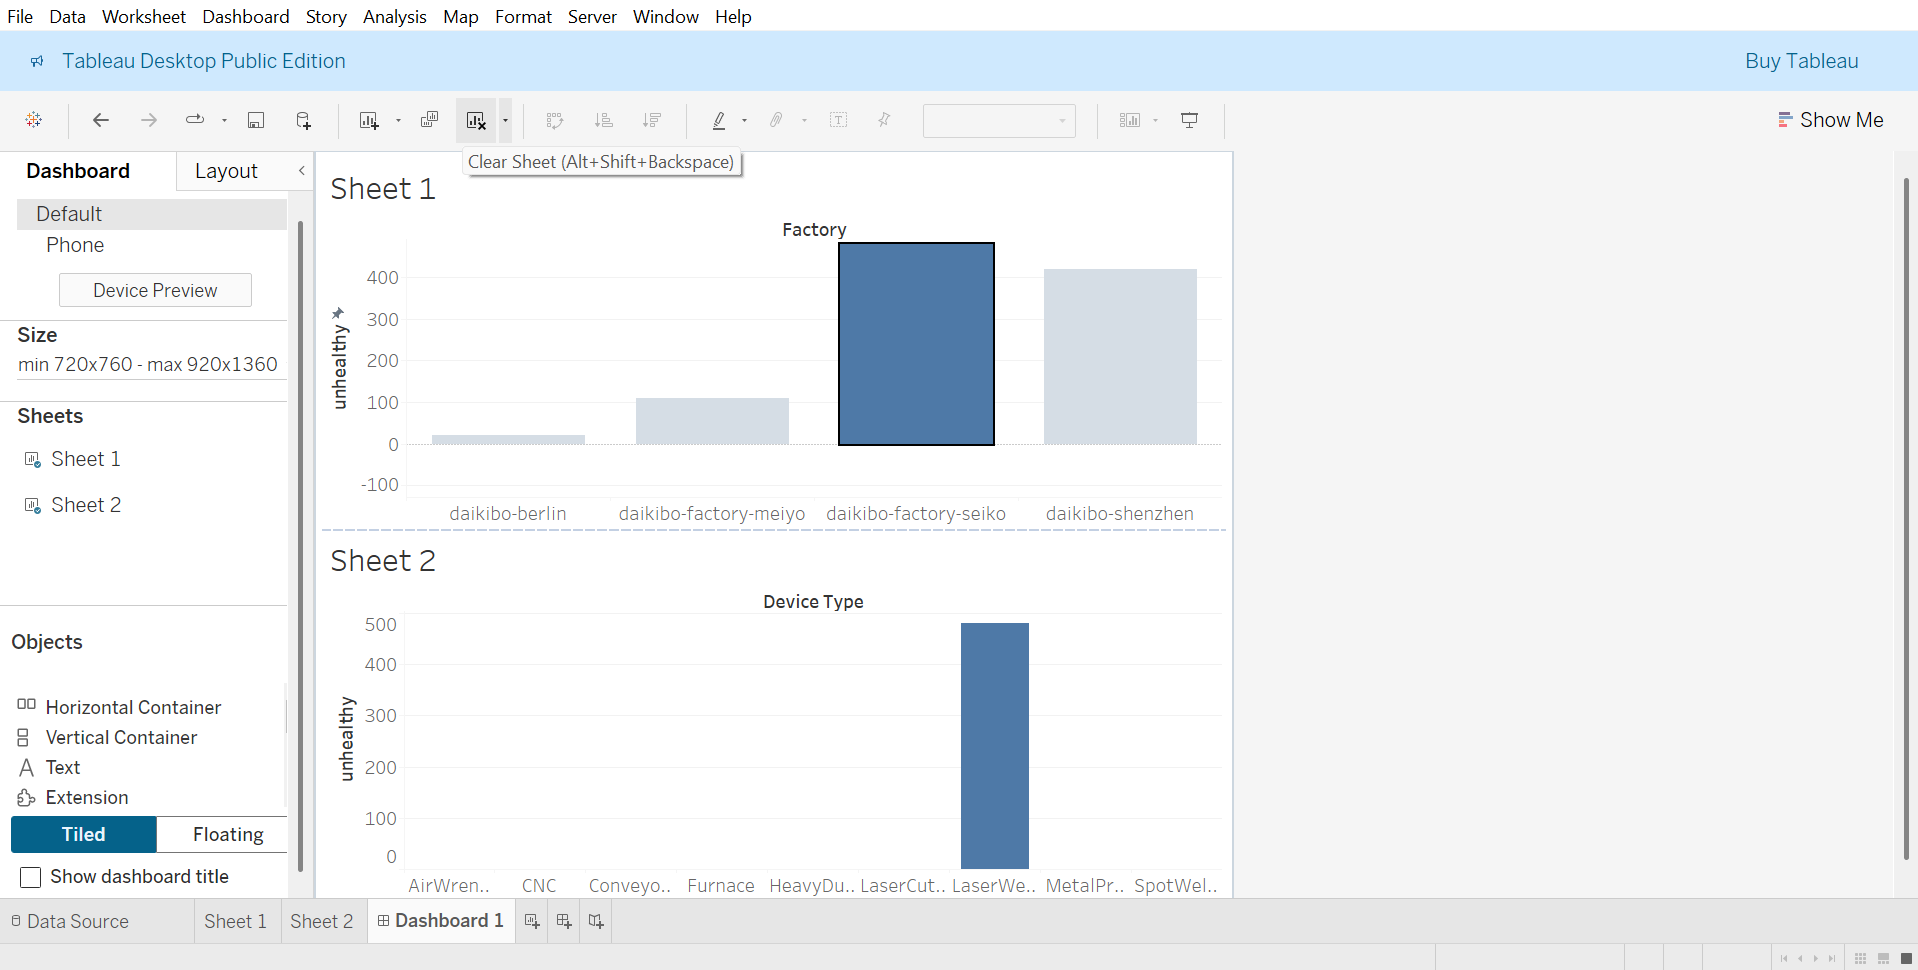 File Data Worksheet Dashboard Story Analysis Map Format Server Window Help
Tableau Desktop Public Edition
Buy Tableau
Show Me
Clear Sheet (Alt+Shift+Backspace)
Dashboard
Layout
Default
Phone
Device Preview
Size
min 720x760 - max 920x1360
Sheets
Sheet 1
Sheet 2
Objects
Horizontal Container
Vertical Container
Text
Extension
Tiled
Floating
Show dashboard title
Sheet 1
Factory
unhealthy
400
300
200
100
0
-100
daikibo-berlin daikibo-factory-meiyo daikibo-factory-seiko daikibo-shenzhen
Sheet 2
Device Type
unhealthy
500
400
300
200
100
0
AirWren.. CNC Conveyo.. Furnace HeavyDu.. LaserCut.. LaserWe.. MetalPr.. SpotWel..
Data Source Sheet 1 Sheet 2 Dashboard 1